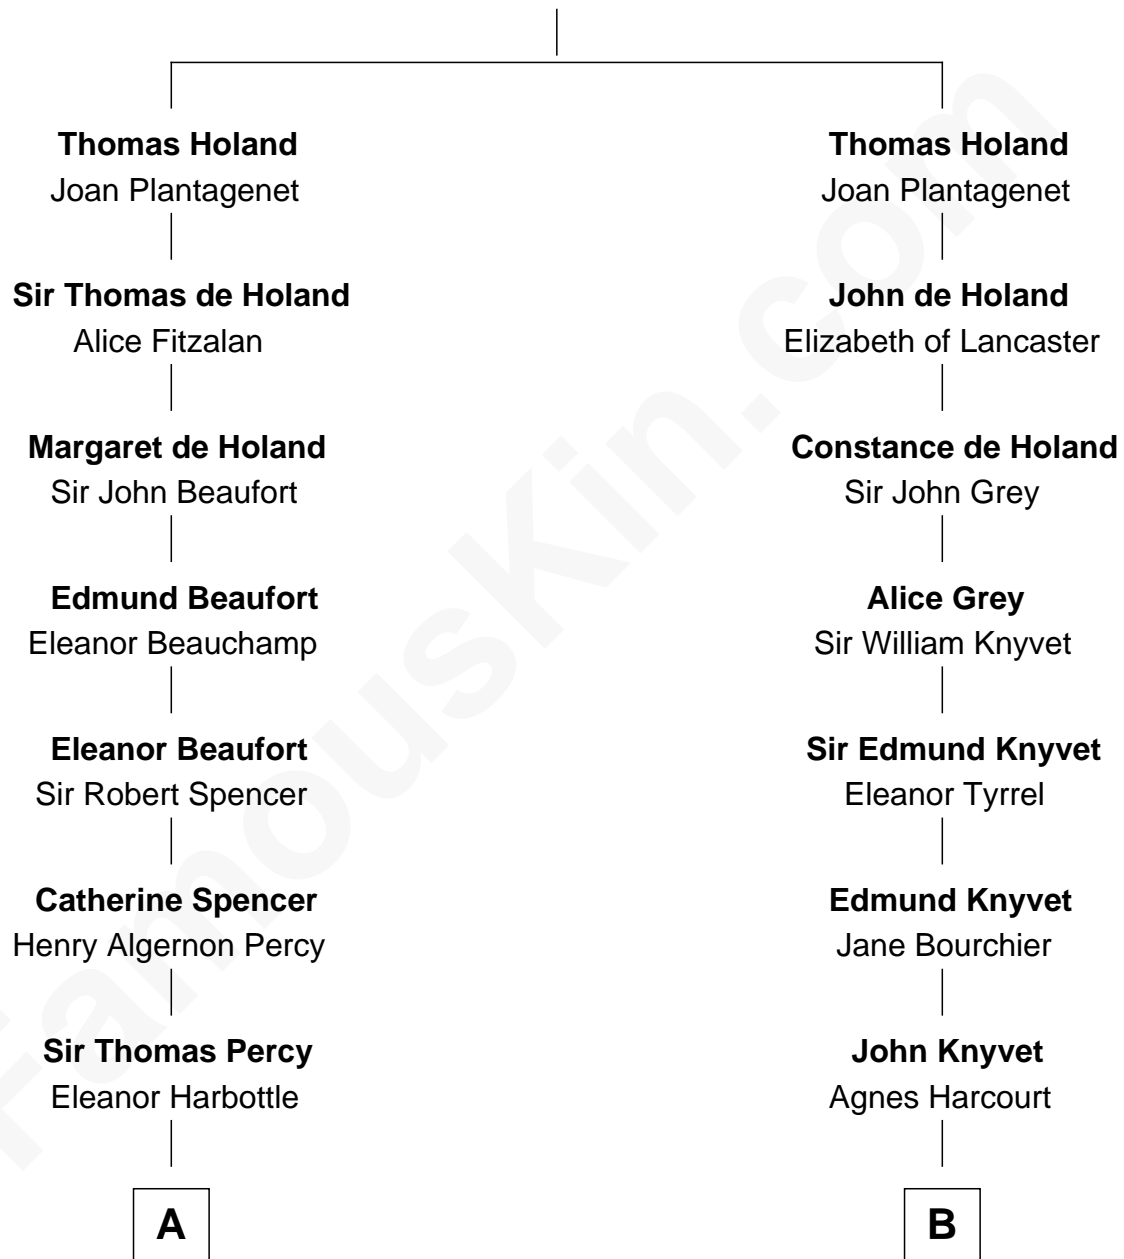 Thomas Holand
Joan Plantagenet
Sir Thomas de Holand
Alice Fitzalan
Margaret de Holand
Sir John Beaufort
Edmund Beaufort
Eleanor Beauchamp
Eleanor Beaufort
Sir Robert Spencer
Catherine Spencer
Henry Algernon Percy
Sir Thomas Percy
Eleanor Harbottle
A
Thomas Holand
Joan Plantagenet
John de Holand
Elizabeth of Lancaster
Constance de Holand
Sir John Grey
Alice Grey
Sir William Knyvet
Sir Edmund Knyvet
Eleanor Tyrrel
Edmund Knyvet
Jane Bourchier
John Knyvet
Agnes Harcourt
B
FamousKin.com